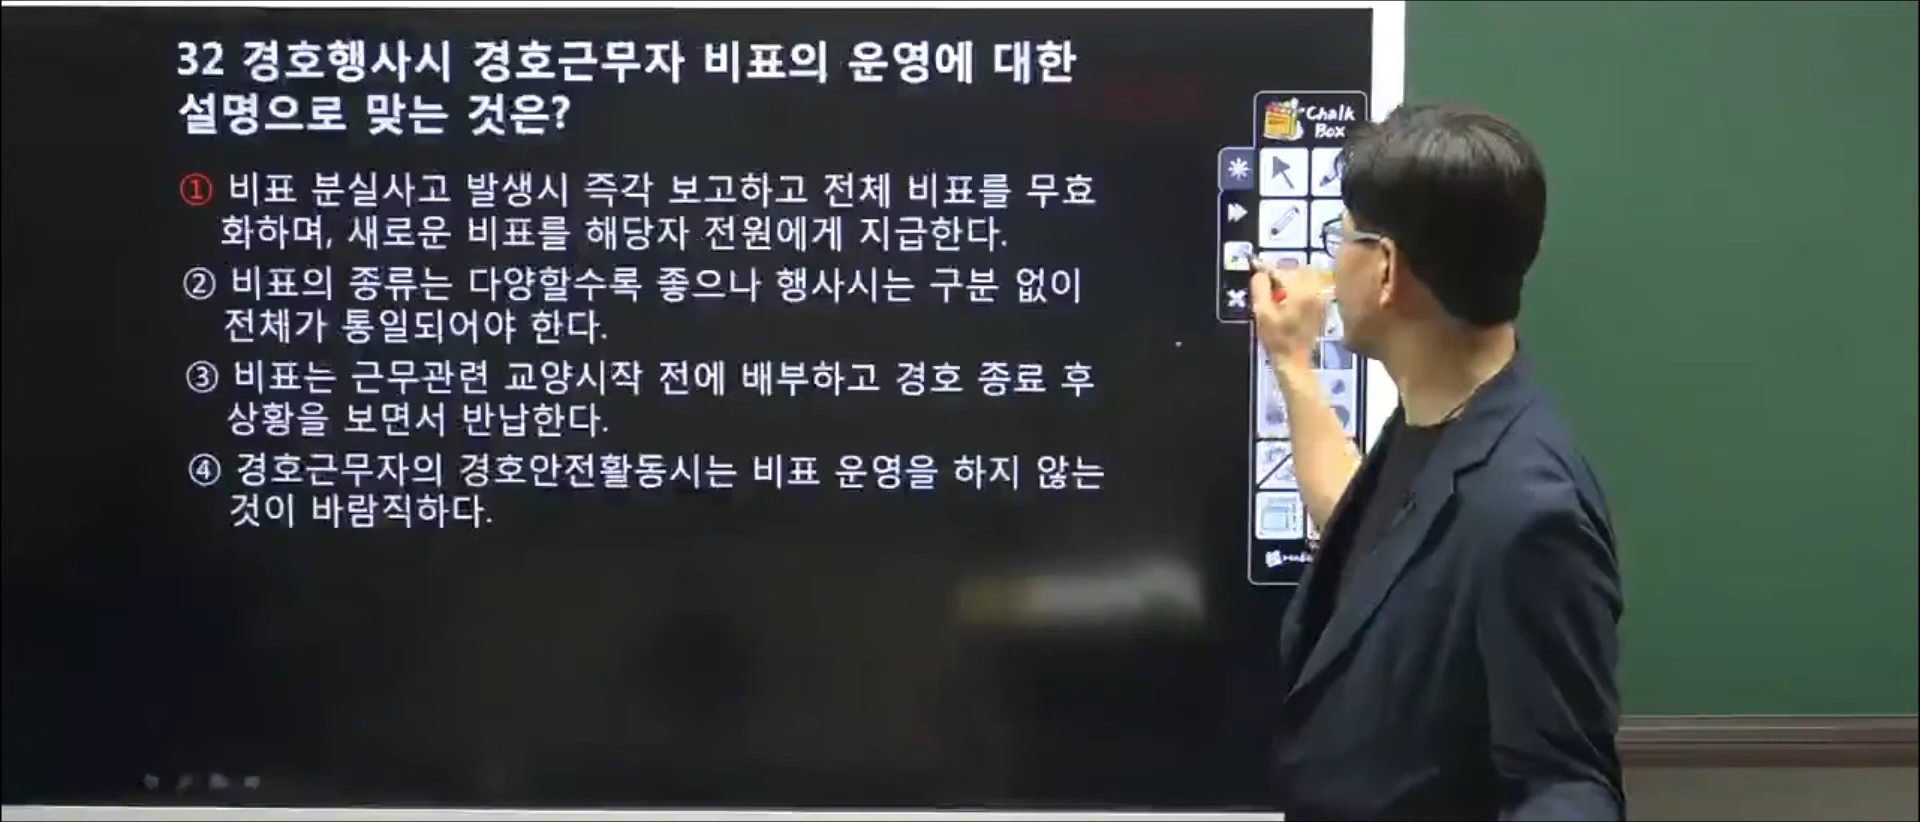 32 경호행사시 경호근무자 비표의 운영에 대한
설명으로 맞는 것은?
① 비표 분실사고 발생시 즉각 보고하고 전체 비표를 무효
화하며, 새로운 비표를 해당자 전원에게 지급한다.
② 비표의 종류는 다양할수록 좋으나 행사시는 구분 없이
전체가 통일되어야 한다.
③ 비표는 근무관련 교양시작 전에 배부하고 경호 종료 후
상황을 보면서 반납한다.
④ 경호근무자의 경호안전활동시는 비표 운영을 하지 않는
것이 바람직하다.
Chalk
Box